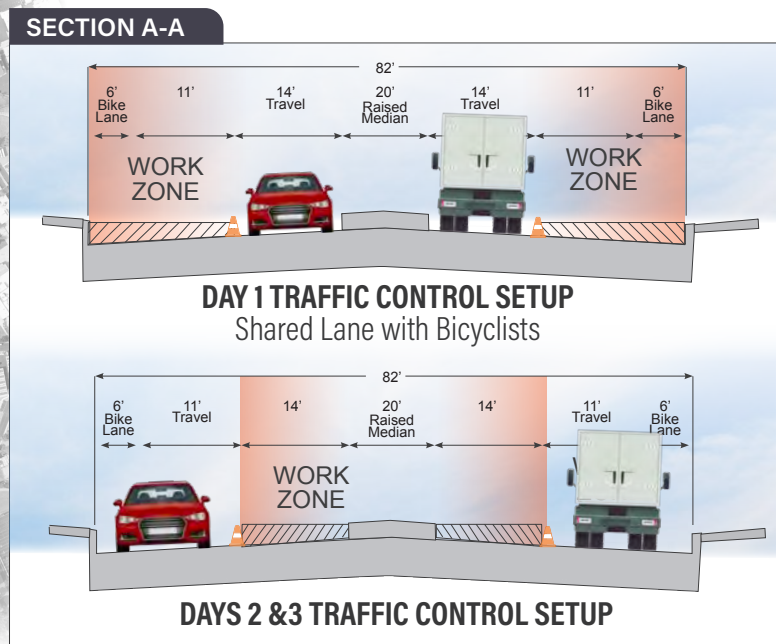 SECTION A-A
82’
6’ 11’ 14’ 20’ 14’ 11’ 6’
Bike Travel Raised Travel Bike
Lane Median Lane
WORK WORK
ZONE ZONE
DAY 1 TRAFFIC CONTROL SETUP
Shared Lane with Bicyclists
82’
6’ 11’ 14’ 20’ 14’ 11’ 6’
Bike Travel Raised Travel Bike
Lane Median Lane
WORK
ZONE
DAYS 2 &3 TRAFFIC CONTROL SETUP